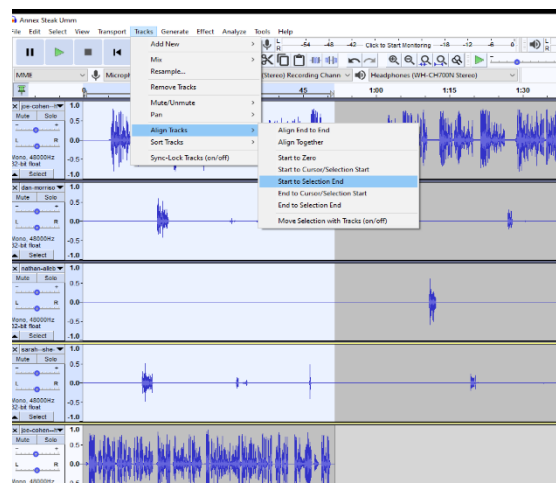 Annex Steak Umm
File Edit Select View Transport Tracks Generate Effect Analyze Tools Help
Add New
Mix
Resample...
Remove Tracks
Mute/Unmute
Pan
Align Tracks
Sort Tracks
Sync-Lock Tracks (on/off)
Align End to End
Align Together
Start to Zero
Start to Cursor/Selection Start
Start to Selection End
End to Cursor/Selection Start
End to Selection End
Move Selection with Tracks (on/off)
L R -54 -48 -42 Click to Start Monitoring -18 -12 -6 0 L R
MME Microph (Stereo) Recording Chann Headphones (WH-CH700N Stereo)
0 45 1:00 1:15 1:30
X joe-cohen- 1.0
Mute Solo 0.5
- +
L R 0.0
Mono, 48000Hz -0.5
32-bit float
Select -1.0
X dan-morriso 1.0
Mute Solo 0.5
- +
L R 0.0
Mono, 48000Hz -0.5
32-bit float
Select -1.0
X nathan-alleb 1.0
Mute Solo 0.5
- +
L R 0.0
Mono, 48000Hz -0.5
32-bit float
Select -1.0
X sarah--she- 1.0
Mute Solo 0.5
- +
L R 0.0
Mono, 48000Hz -0.5
32-bit float
Select -1.0
X joe-cohen- 1.0
Mute Solo 0.5
- +
L R 0.0
Mono, 48000Hz -0.5